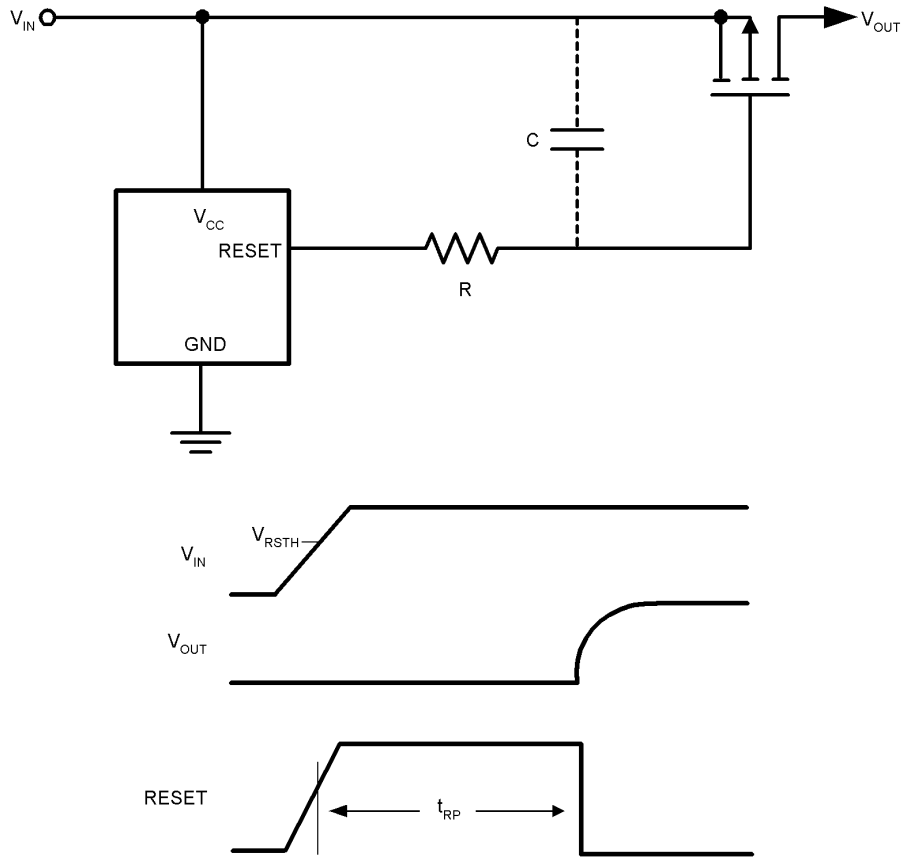 VIN
VOUT
C
VCC
RESET
R
GND
VRSTH
VIN
VOUT
RESET
tRP